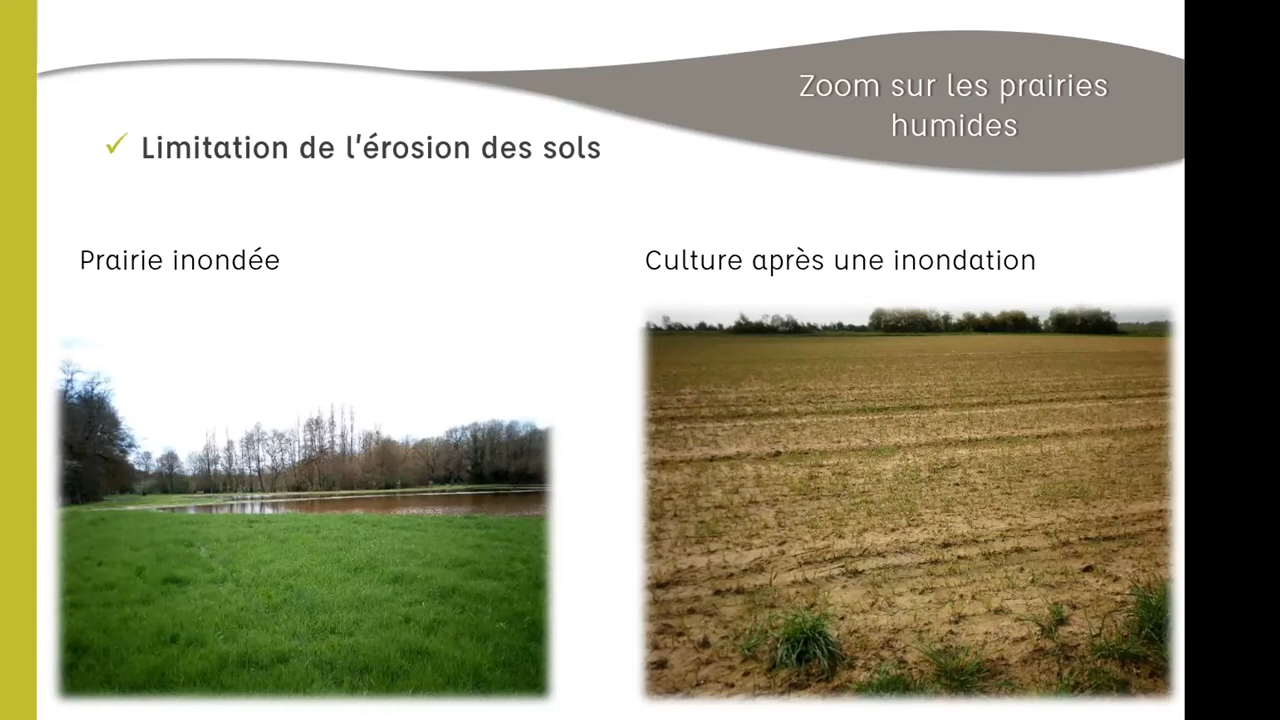 Zoom sur les prairies
humides
✓ Limitation de l'érosion des sols
Prairie inondée
Culture après une inondation